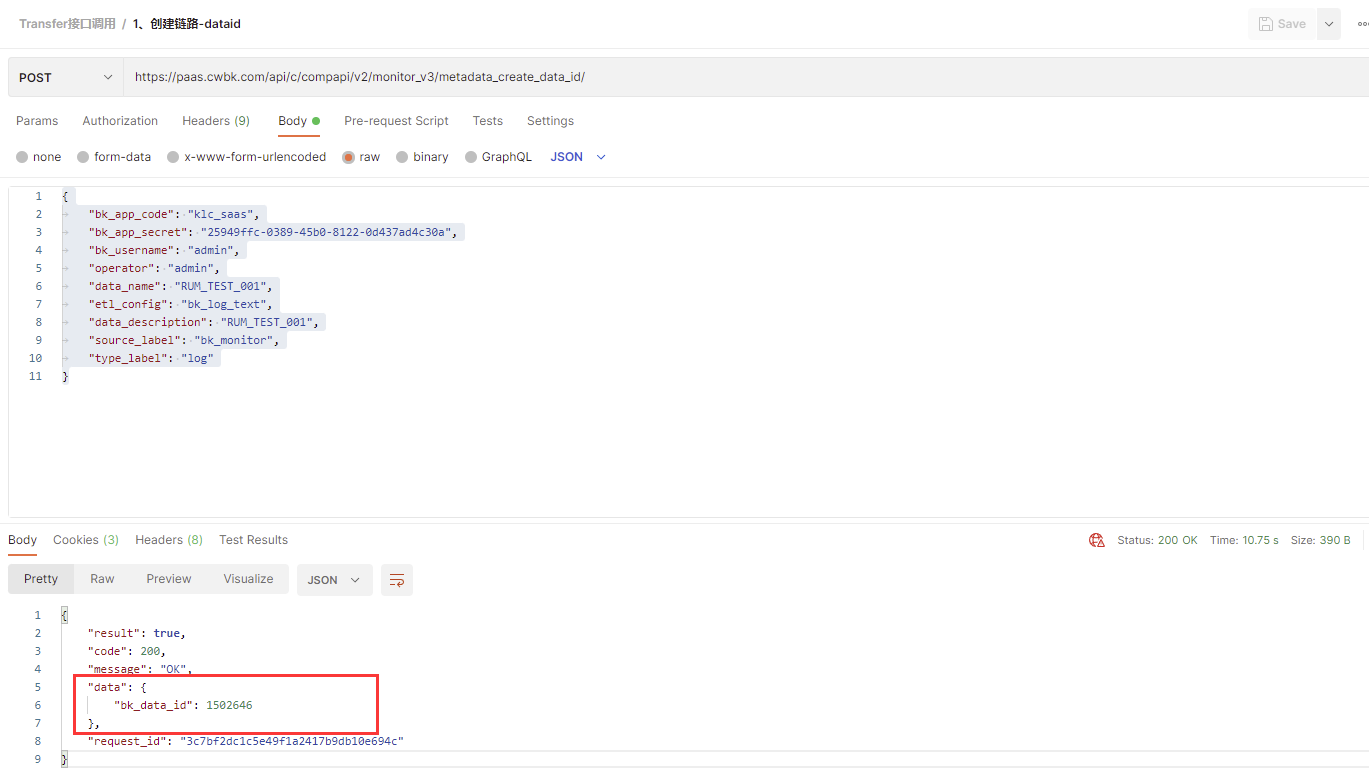 Transfer接口调用 / 1、创建链路-dataid
Save
POST
https://paas.cwbk.com/api/c/compapi/v2/monitor_v3/metadata_create_data_id/
Params Authorization Headers (9) Body Pre-request Script Tests Settings
none form-data x-www-form-urlencoded raw binary GraphQL JSON
1 {
2 "bk_app_code": "klc_saas",
3 "bk_app_secret": "25949ffc-0389-45b0-8122-0d437ad4c30a",
4 "bk_username": "admin",
5 "operator": "admin",
6 "data_name": "RUM_TEST_001",
7 "etl_config": "bk_log_text",
8 "data_description": "RUM_TEST_001",
9 "source_label": "bk_monitor",
10 "type_label": "log"
11 }
Body Cookies (3) Headers (8) Test Results Status: 200 OK Time: 10.75 s Size: 390 B
Pretty Raw Preview Visualize JSON
1 {
2 "result": true,
3 "code": 200,
4 "message": "OK",
5 "data": {
6 "bk_data_id": 1502646
7 },
8 "request_id": "3c7bf2dc1c5e49f1a2417b9db10e694c"
9 }